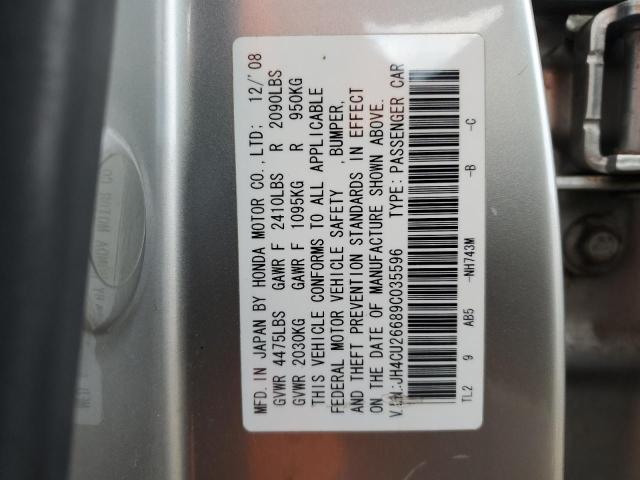 MFD. IN JAPAN BY HONDA MOTOR CO.,LTD: 12/'08
GVWR 4475LBS GAWR F 2410LBS R 2090LBS
GVWR 2030KG GAWR F 1095KG R 950KG
THIS VEHICLE CONFORMS TO ALL APPLICABLE
FEDERAL MOTOR VEHICLE SAFETY ,BUMPER,
AND THEFT PREVENTION STANDARDS IN EFFECT
ON THE DATE OF MANUFACTURE SHOWN ABOVE.
V.I.N.:JH4CU26689C035596 TYPE: PASSENGER CAR
TL2 9 AB5 -NH743M -B -C